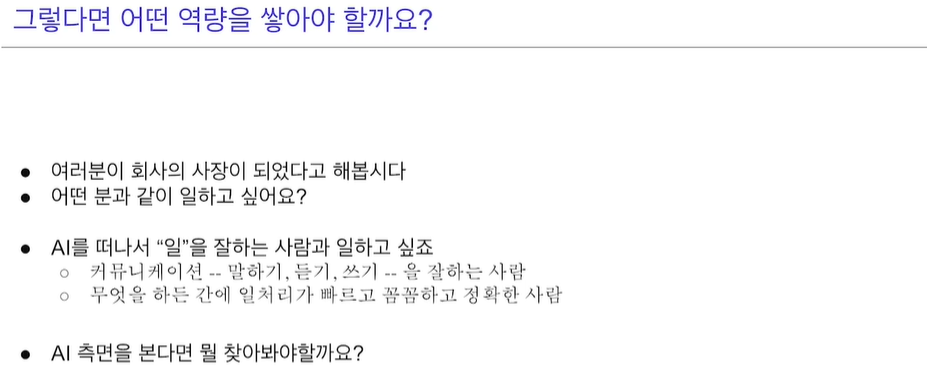 그렇다면 어떤 역량을 쌓아야 할까요?
● 여러분이 회사의 사장이 되었다고 해봅시다
● 어떤 분과 같이 일하고 싶어요?
● AI를 떠나서 “일”을 잘하는 사람과 일하고 싶죠
○ 커뮤니케이션 -- 말하기, 듣기, 쓰기 -- 을 잘하는 사람
○ 무엇을 하든 간에 일처리가 빠르고 꼼꼼하고 정확한 사람
● AI 측면을 본다면 뭘 찾아봐야할까요?